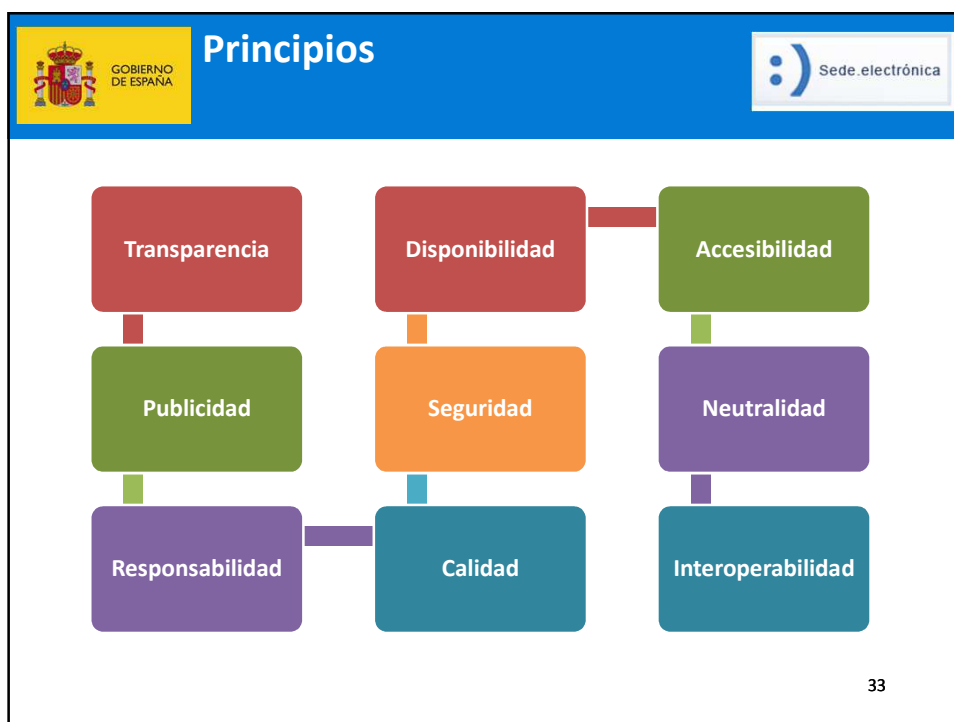 GOBIERNO
DE ESPAÑA
Principios
:) Sede.electrónica
Transparencia
Disponibilidad
Accesibilidad
Publicidad
Seguridad
Neutralidad
Responsabilidad
Calidad
Interoperabilidad
33